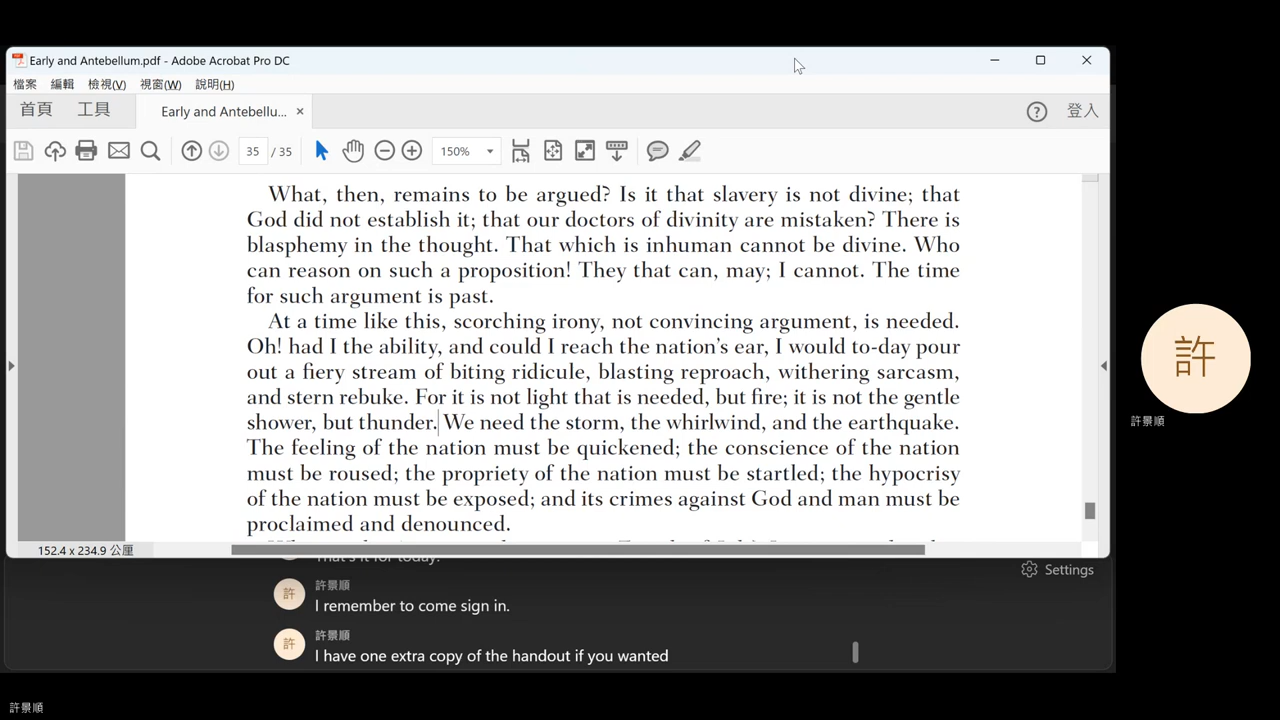 Early and Antebellum.pdf - Adobe Acrobat Pro DC
檔案 編輯 檢視(V) 視窗(W) 說明(H)
首頁 工具 Early and Antebellu... × 登入
35 / 35 150%
What, then, remains to be argued? Is it that slavery is not divine; that
God did not establish it; that our doctors of divinity are mistaken? There is
blasphemy in the thought. That which is inhuman cannot be divine. Who
can reason on such a proposition! They that can, may; I cannot. The time
for such argument is past.
At a time like this, scorching irony, not convincing argument, is needed.
Oh! had I the ability, and could I reach the nation's ear, I would to-day pour
out a fiery stream of biting ridicule, blasting reproach, withering sarcasm,
and stern rebuke. For it is not light that is needed, but fire; it is not the gentle
shower, but thunder. We need the storm, the whirlwind, and the earthquake.
The feeling of the nation must be quickened; the conscience of the nation
must be roused; the propriety of the nation must be startled; the hypocrisy
of the nation must be exposed; and its crimes against God and man must be
proclaimed and denounced.
152.4 x 234.9 公厘
That's it for today.
Settings
許 許景順
I remember to come sign in.
許 許景順
I have one extra copy of the handout if you wanted
許
許景順
許景順